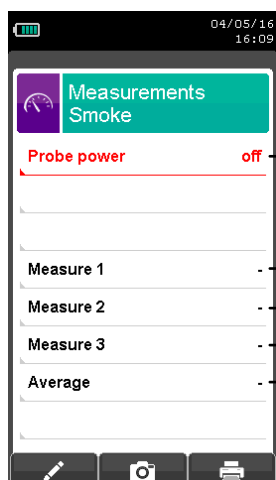 04/05/16
16:09
Measurements
Smoke
Probe power off
Measure 1 -
Measure 2 -
Measure 3 -
Average -